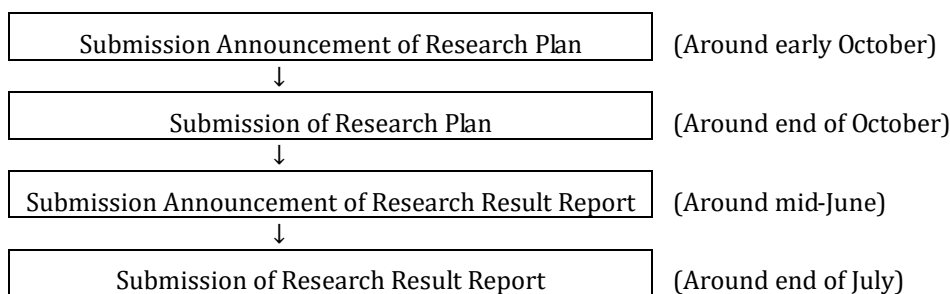 Submission Announcement of Research Plan (Around early October)
↓
Submission of Research Plan (Around end of October)
↓
Submission Announcement of Research Result Report (Around mid-June)
↓
Submission of Research Result Report (Around end of July)